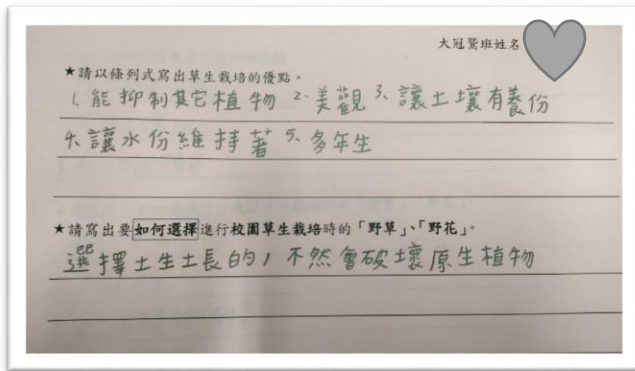 大冠鷲班姓名
★請以條列式寫出草生栽培的優點。
1. 能抑制其它植物 2. 美觀 3. 讓土壤有養份
4. 讓水份維持著 5. 多年生
★請寫出要如何選擇進行校園草生栽培時的「野草」、「野花」。
選擇土生土長的, 不然會破壞原生植物